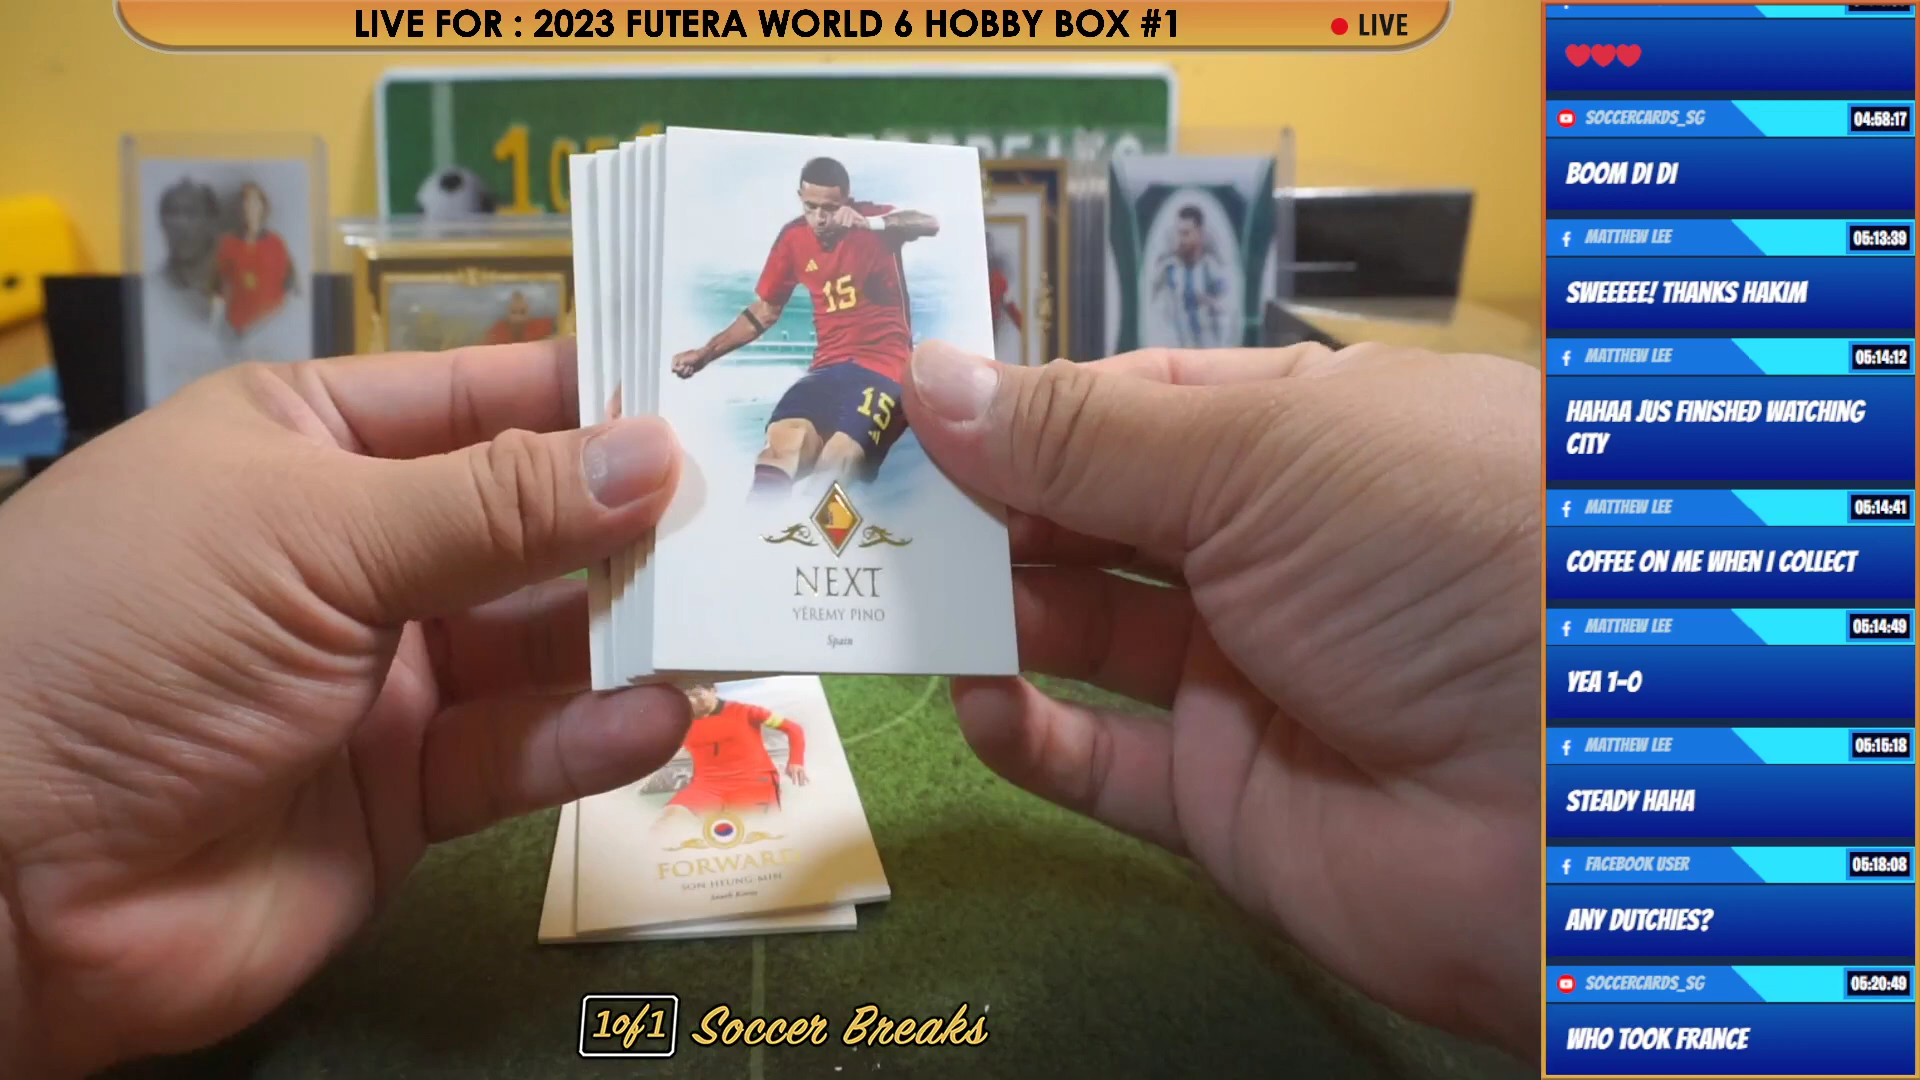 LIVE FOR : 2023 FUTERA WORLD 6 HOBBY BOX #1
LIVE
15
15
NEXT
YÉREMY PINO
Spain
7
FORWARD
SON HEUNG-MIN
South Korea
1of1 Soccer Breaks
❤❤❤
SOCCERCARDS_SG 04:58:17
BOOM DI DI
MATTHEW LEE 05:13:39
SWEEEEE! THANKS HAKIM
MATTHEW LEE 05:14:12
HAHAA JUS FINISHED WATCHING
CITY
MATTHEW LEE 05:14:41
COFFEE ON ME WHEN I COLLECT
MATTHEW LEE 05:14:49
YEA 1-0
MATTHEW LEE 05:15:18
STEADY HAHA
FACEBOOK USER 05:18:08
ANY DUTCHIES?
SOCCERCARDS_SG 05:20:49
WHO TOOK FRANCE